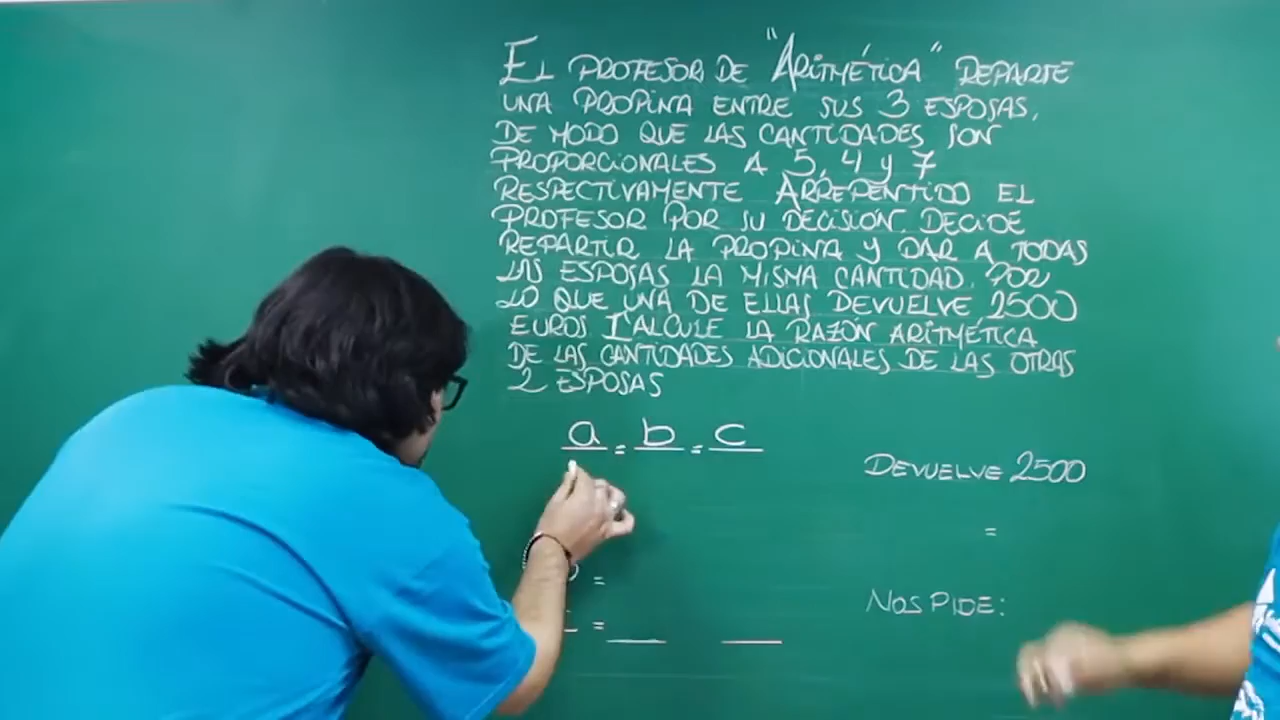 EL PROFESOR DE "ARITMÉTICA" REPARTE
UNA PROPINA ENTRE SUS 3 ESPOSAS,
DE MODO QUE LAS CANTIDADES SON
PROPORCIONALES A 5, 4 y 7
RESPECTIVAMENTE ARREPENTIDO EL
PROFESOR POR SU DECISIÓN, DECIDE
REPARTIR LA PROPINA Y DAR A TODAS
LAS ESPOSAS LA MISMA CANTIDAD, POR
LO QUE UNA DE ELLAS DEVUELVE 2500
EUROS. CALCULE LA RAZÓN ARITMÉTICA
DE LAS CANTIDADES ADICIONALES DE LAS OTRAS
2 ESPOSAS
a = b = c
DEVUELVE 2500
=
=
NOS PIDE:
=